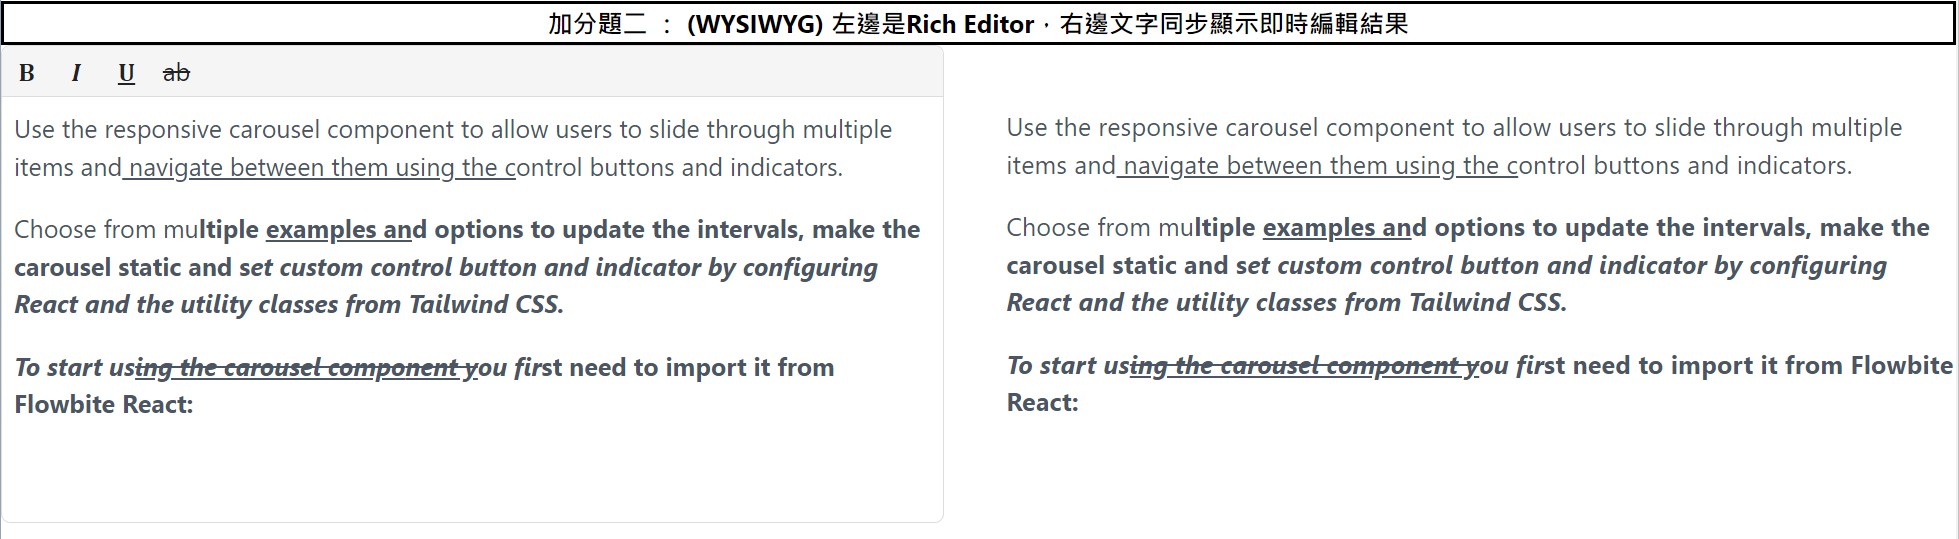 加分題二 : (WYSIWYG) 左邊是Rich Editor，右邊文字同步顯示即時編輯結果
B I U ab
Use the responsive carousel component to allow users to slide through multiple
items and navigate between them using the control buttons and indicators.
Choose from multiple examples and options to update the intervals, make the
carousel static and set custom control button and indicator by configuring
React and the utility classes from Tailwind CSS.
To start using the carousel component you first need to import it from
Flowbite React:
Use the responsive carousel component to allow users to slide through multiple
items and navigate between them using the control buttons and indicators.
Choose from multiple examples and options to update the intervals, make the
carousel static and set custom control button and indicator by configuring
React and the utility classes from Tailwind CSS.
To start using the carousel component you first need to import it from Flowbite
React: